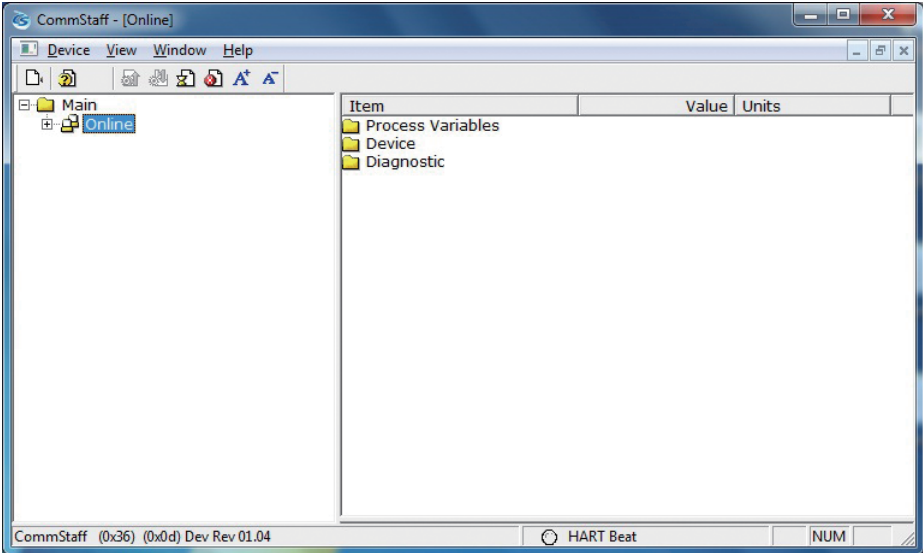 CommStaff - [Online]
Device View Window Help
A+ A-
Main
Online
Item Value Units
Process Variables
Device
Diagnostic
CommStaff (0x36) (0x0d) Dev Rev 01.04 HART Beat NUM